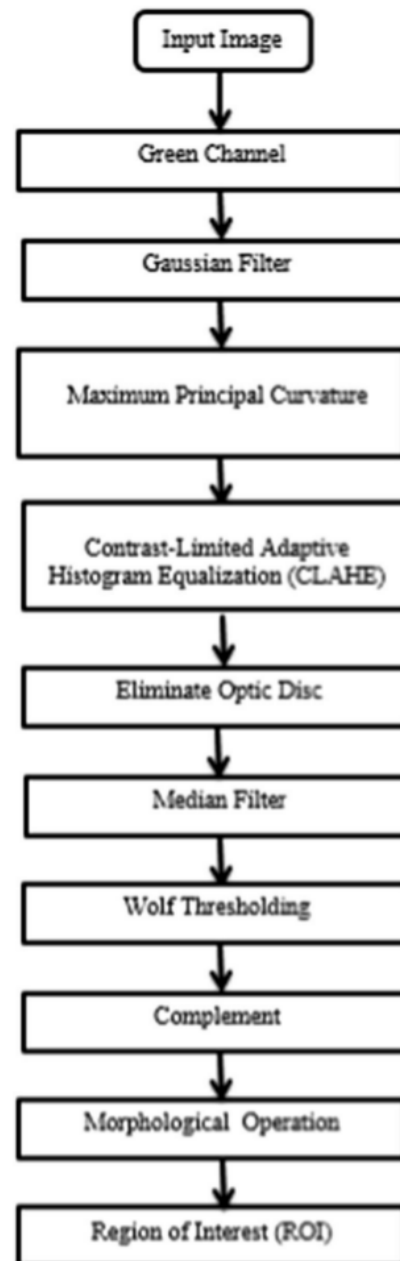 Input Image
Green Channel
Gaussian Filter
Maximum Principal Curvature
Contrast-Limited Adaptive
Histogram Equalization (CLAHE)
Eliminate Optic Disc
Median Filter
Wolf Thresholding
Complement
Morphological Operation
Region of Interest (ROI)